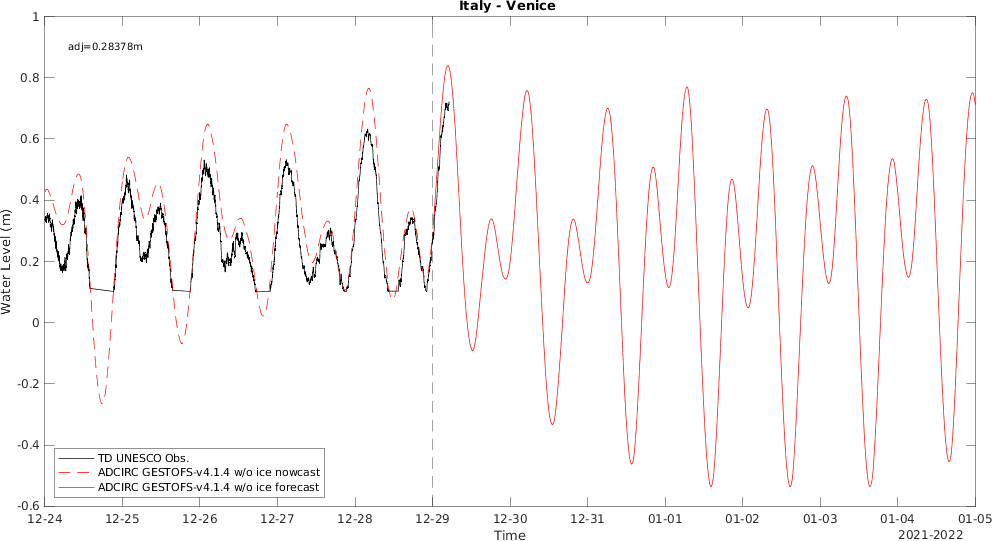 Italy - Venice
adj=0.28378m
1
0.8
0.6
0.4
0.2
0
-0.2
-0.4
-0.6
Water Level (m)
TD UNESCO Obs.
ADCIRC GESTOFS-v4.1.4 w/o ice nowcast
ADCIRC GESTOFS-v4.1.4 w/o ice forecast
12-24 12-25 12-26 12-27 12-28 12-29 12-30 12-31 01-01 01-02 01-03 01-04 01-05
Time
2021-2022